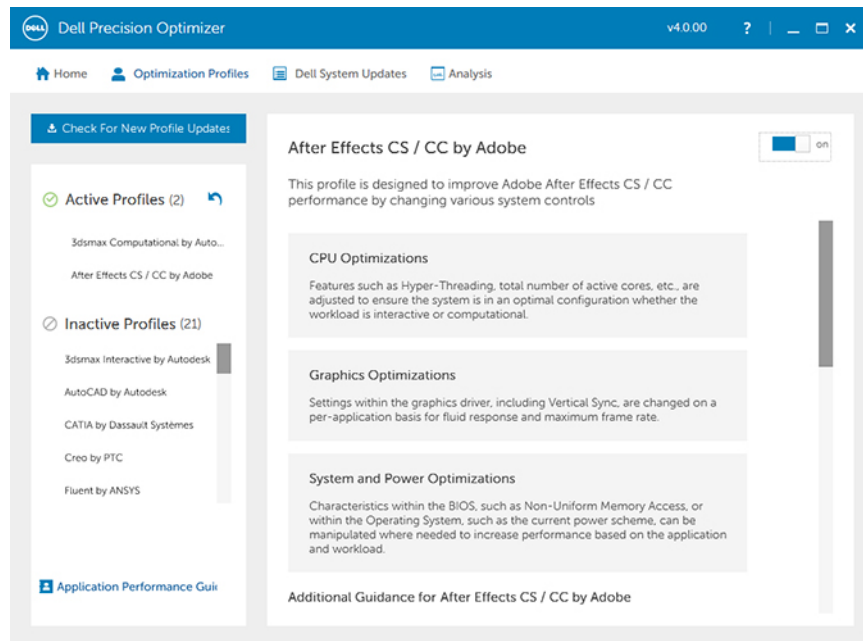 DELL Dell Precision Optimizer v4.0.00 ?
Home Optimization Profiles Dell System Updates Analysis
Check For New Profile Updates
Active Profiles (2)
3dsmax Computational by Auto...
After Effects CS / CC by Adobe
Inactive Profiles (21)
3dsmax Interactive by Autodesk
AutoCAD by Autodesk
CATIA by Dassault Systèmes
Creo by PTC
Fluent by ANSYS
Application Performance Gui
After Effects CS / CC by Adobe
on
This profile is designed to improve Adobe After Effects CS / CC
performance by changing various system controls
CPU Optimizations
Features such as Hyper-Threading, total number of active cores, etc., are
adjusted to ensure the system is in an optimal configuration whether the
workload is interactive or computational.
Graphics Optimizations
Settings within the graphics driver, including Vertical Sync, are changed on a
per-application basis for fluid response and maximum frame rate.
System and Power Optimizations
Characteristics within the BIOS, such as Non-Uniform Memory Access, or
within the Operating System, such as the current power scheme, can be
manipulated where needed to increase performance based on the application
and workload.
Additional Guidance for After Effects CS / CC by Adobe